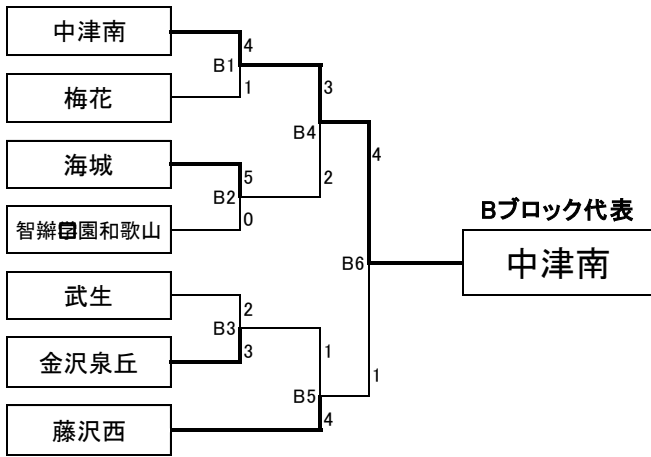 中津南
4
B1
1
梅花
3
B4
2
海城
5
B2
0
智辯学園和歌山
4
B6
1
Bブロック代表
中津南
武生
2
B3
3
金沢泉丘
1
B5
4
藤沢西